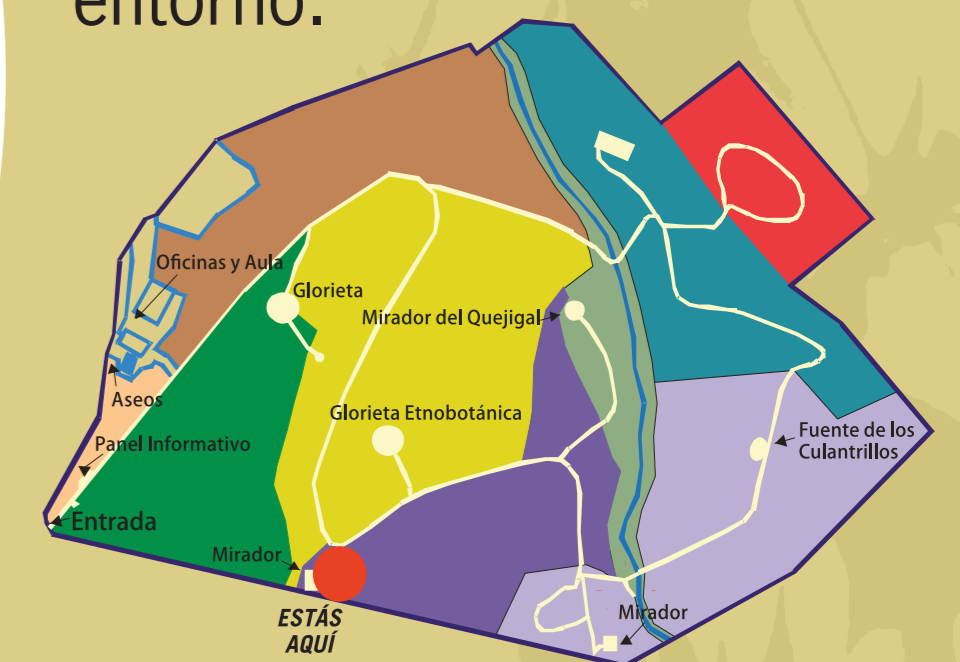 entorno.
Oficinas y Aula
Glorieta
Mirador del Quejigal
Aseos
Glorieta Etnobotánica
Fuente de los
Culantrillos
Panel Informativo
Entrada
Mirador
ESTÁS
AQUÍ
Mirador